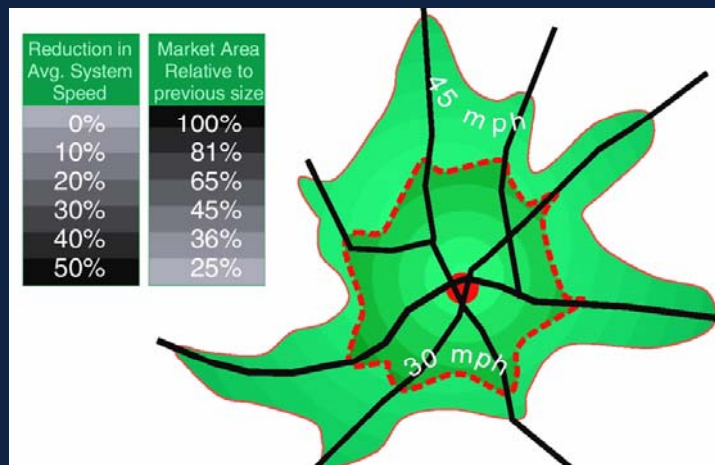 Reduction in
Avg. System
Speed
0%
10%
20%
30%
40%
50%
Market Area
Relative to
previous size
100%
81%
65%
45%
36%
25%
45 mph
30 mph